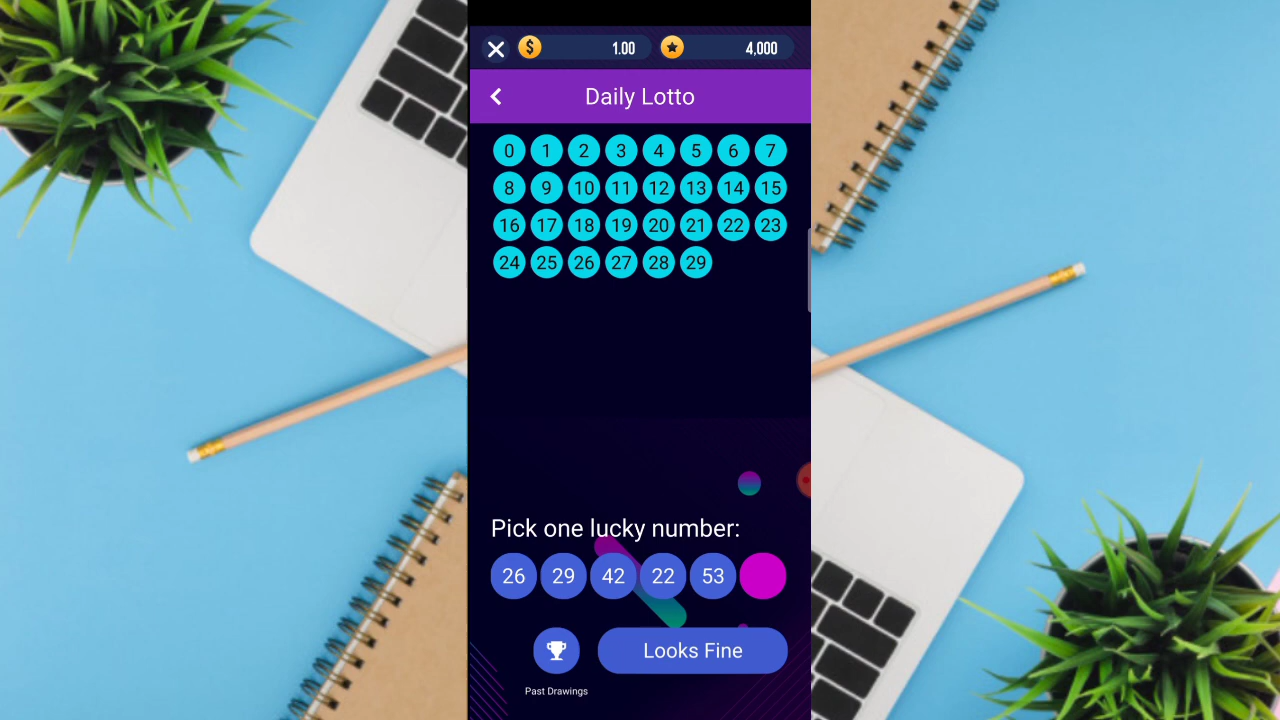 1.00 4,000
Daily Lotto
0 1 2 3 4 5 6 7
8 9 10 11 12 13 14 15
16 17 18 19 20 21 22 23
24 25 26 27 28 29
Pick one lucky number:
26 29 42 22 53
Looks Fine
Past Drawings